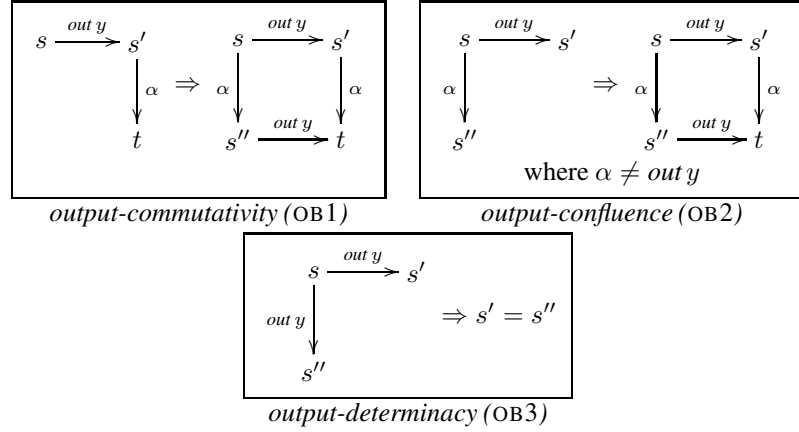 s out y s′ s out y s′ s out y s′ s out y s′
α ⇒ α α α ⇒ α α
t s″ out y t s″ s″ out y t
where α ≠ out y
output-commutativity (OB1) output-confluence (OB2)
s out y s′
out y ⇒ s′ = s″
s″
output-determinacy (OB3)